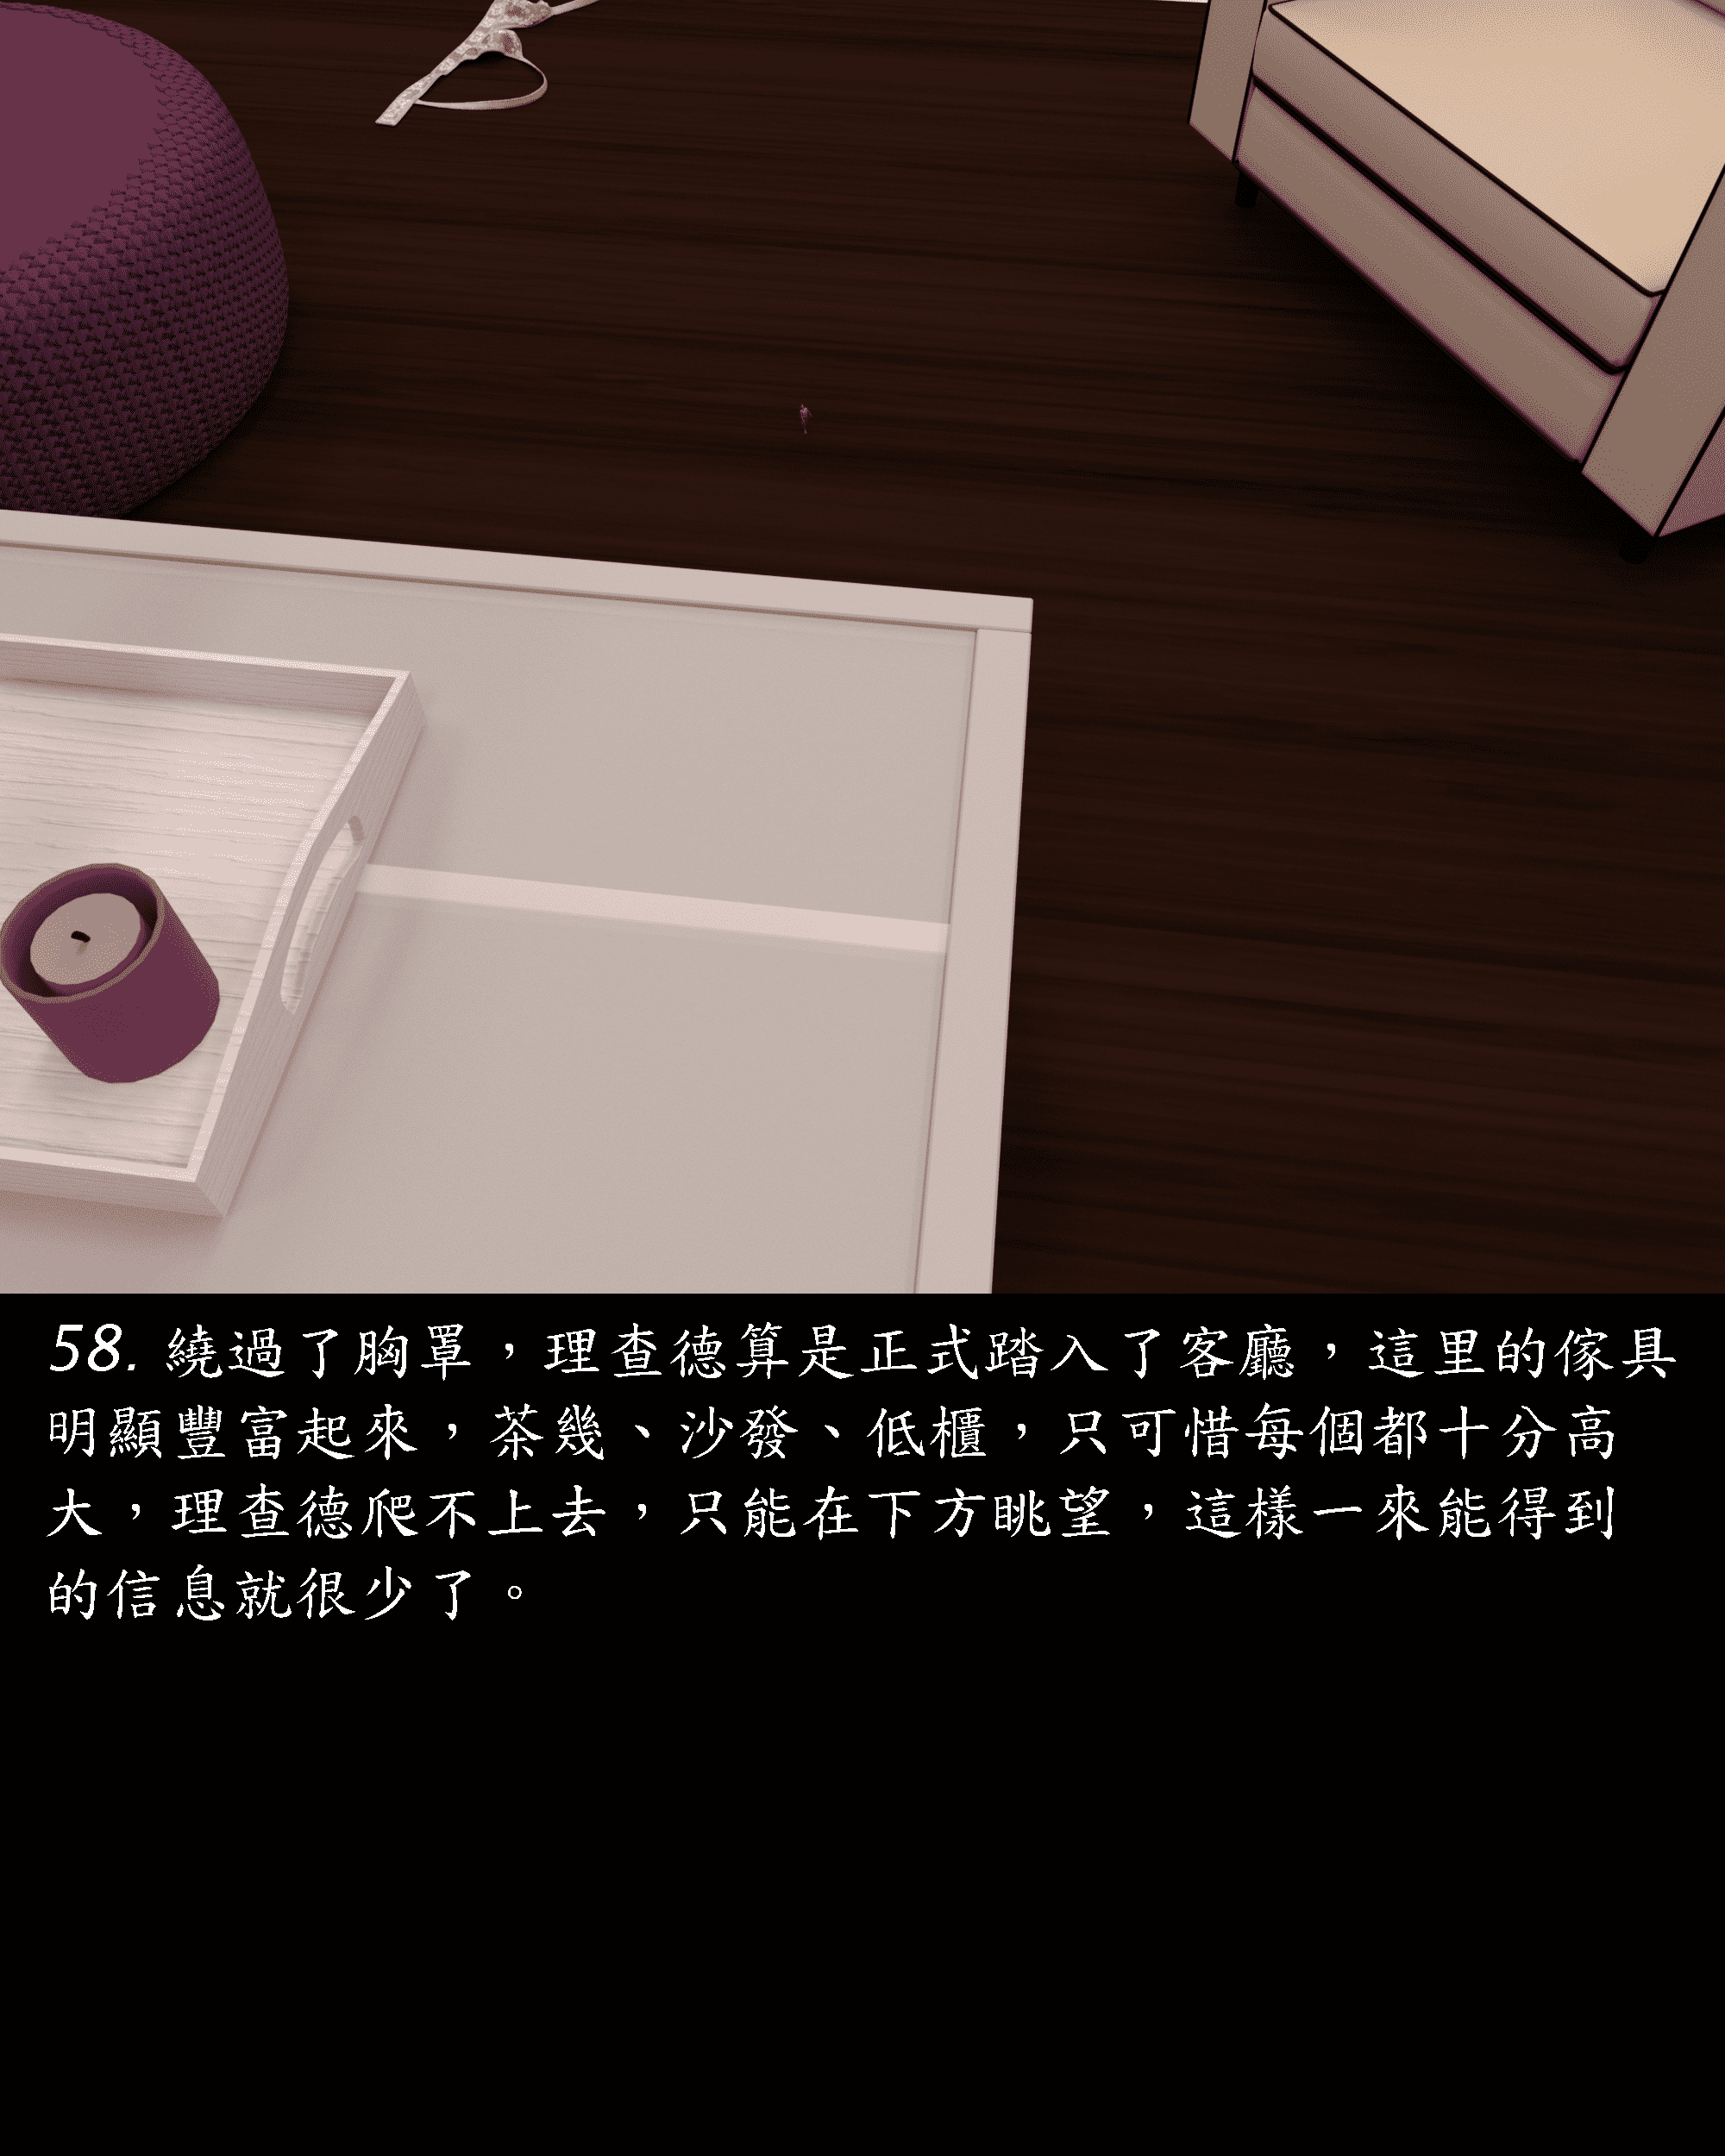 58. 繞過了胸罩，理查德算是正式踏入了客廳，這里的傢具
明顯豐富起來，茶幾、沙發、低櫃，只可惜每個都十分高
大，理查德爬不上去，只能在下方眺望，這樣一來能得到
的信息就很少了。